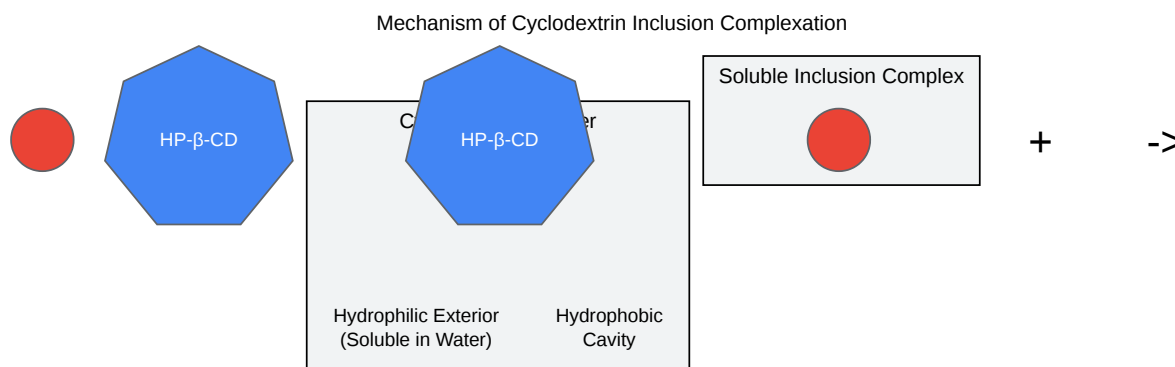 Mechanism of Cyclodextrin Inclusion Complexation
Soluble Inclusion Complex
HP-β-CD
HP-β-CD
+
->
Hydrophilic Exterior
(Soluble in Water)
Hydrophobic
Cavity